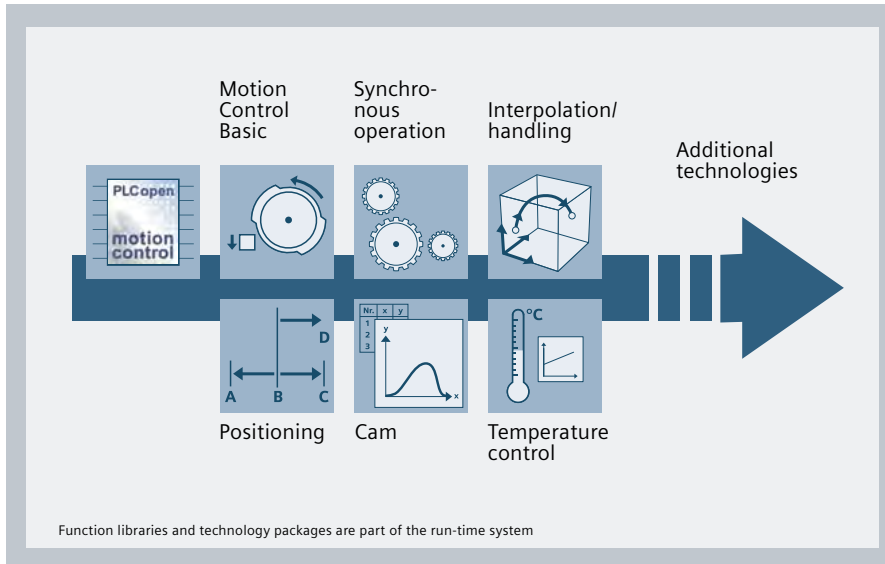 Motion
Control
Basic
Synchro-
nous
operation
Interpolation/
handling
Additional
technologies
PLCopen
motion
control
Nr. x y
1
2
3
y
x
D
A B C
°C
Positioning
Cam
Temperature
control
Function libraries and technology packages are part of the run-time system